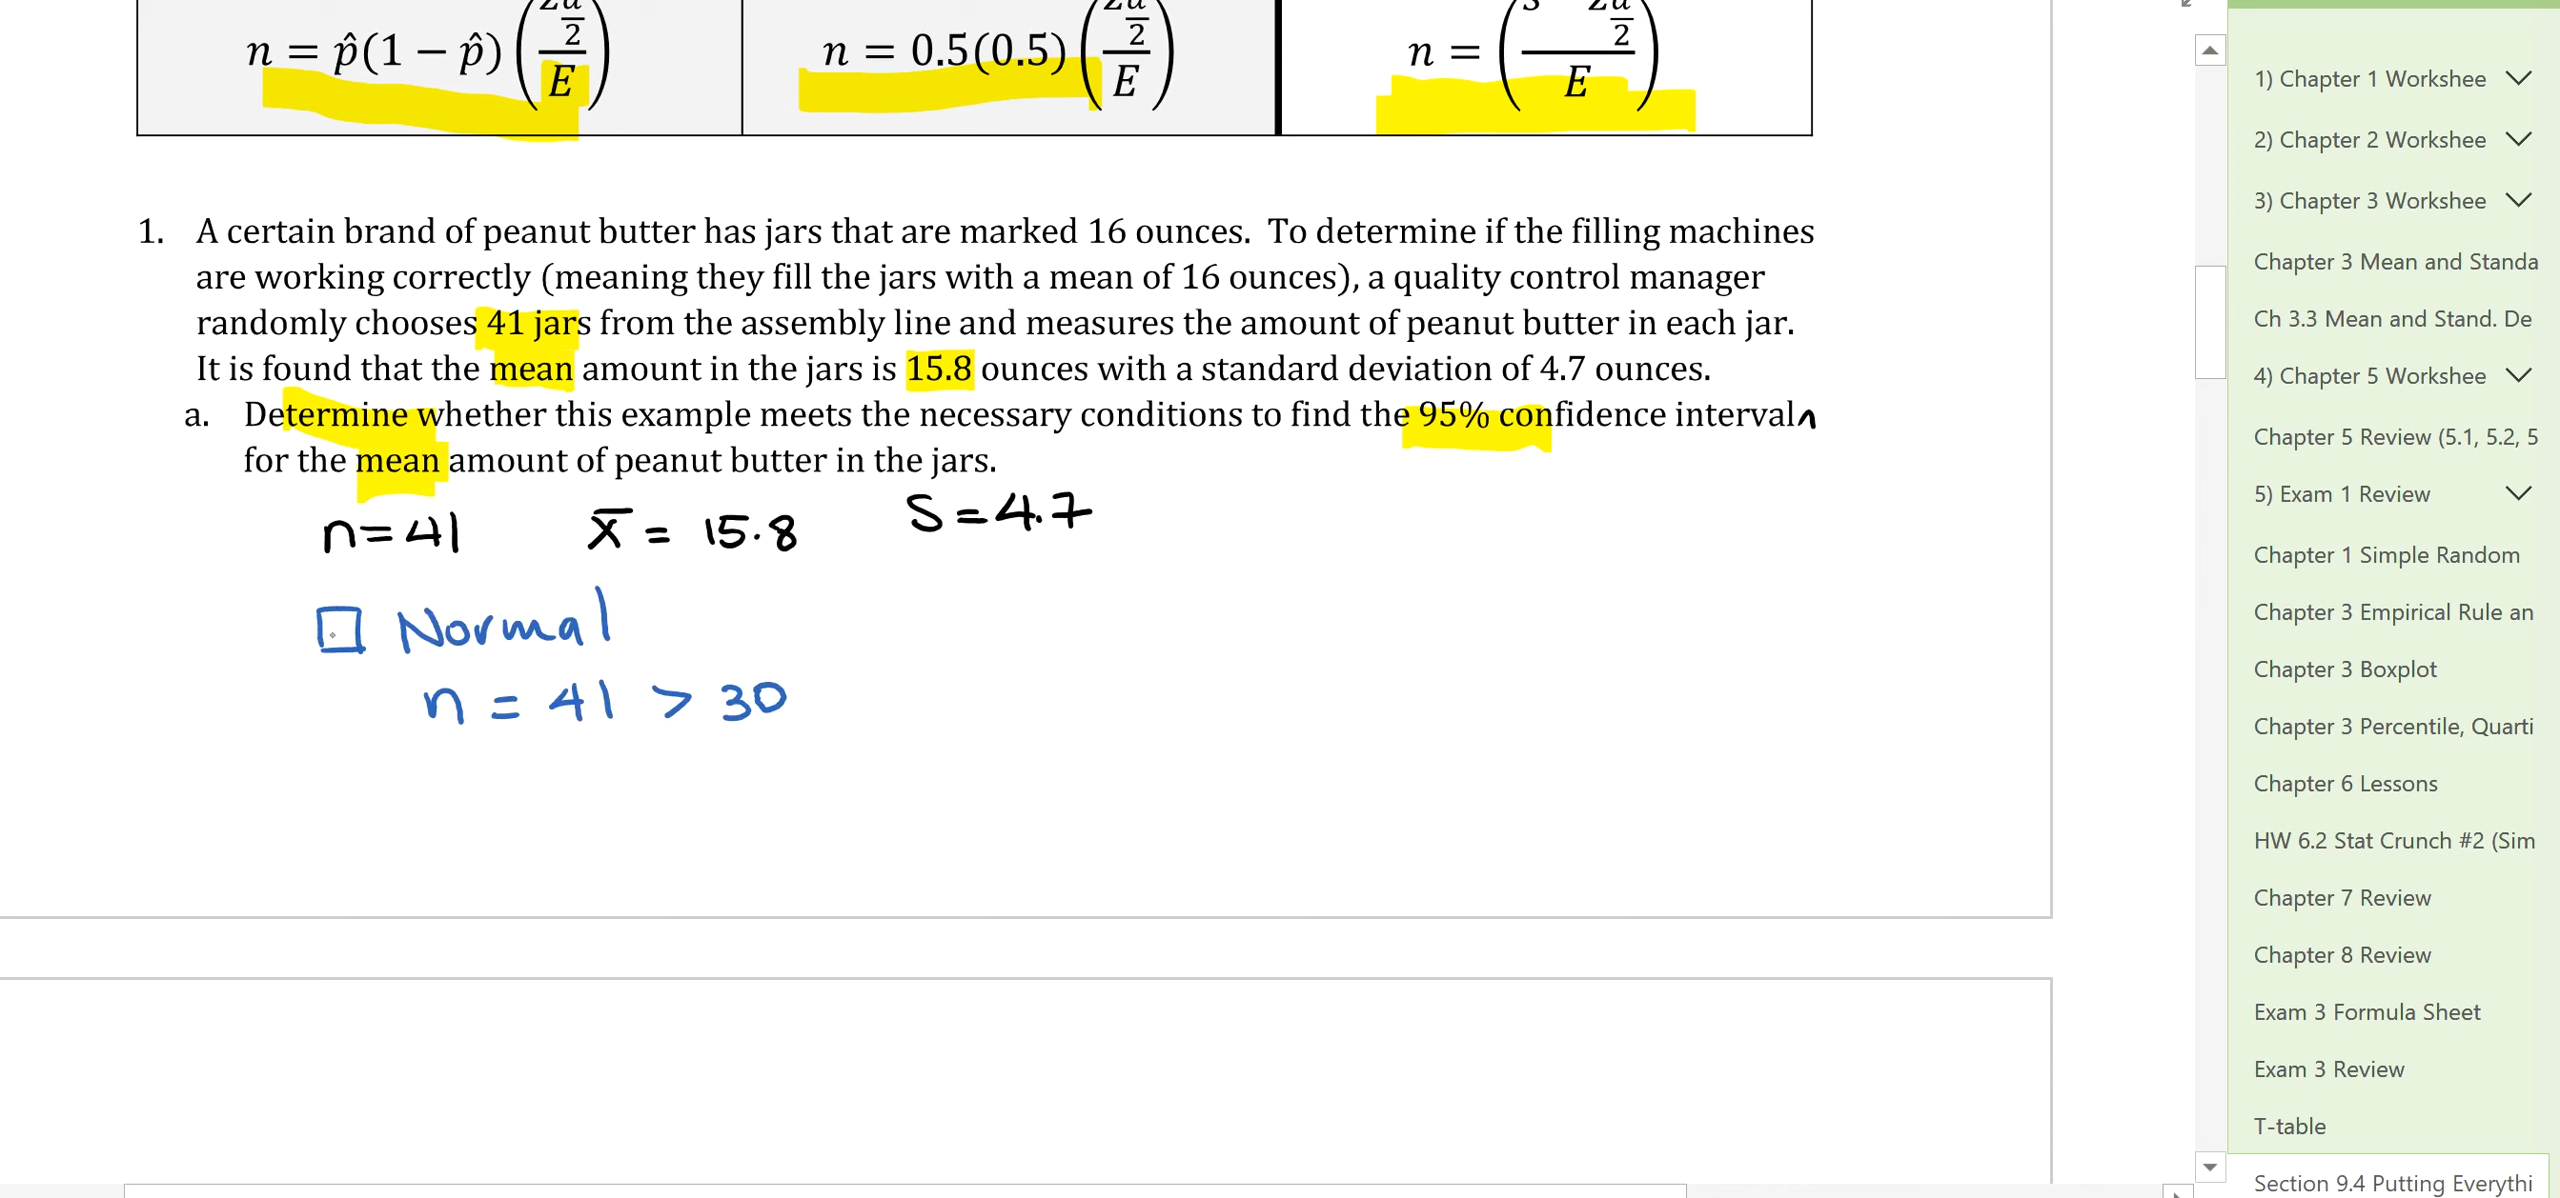 n = p̂(1 − p̂)(zα/2/E)
n = 0.5(0.5)(zα/2/E)
n = (s zα/2/E)
1. A certain brand of peanut butter has jars that are marked 16 ounces. To determine if the filling machines
are working correctly (meaning they fill the jars with a mean of 16 ounces), a quality control manager
randomly chooses 41 jars from the assembly line and measures the amount of peanut butter in each jar.
It is found that the mean amount in the jars is 15.8 ounces with a standard deviation of 4.7 ounces.
a. Determine whether this example meets the necessary conditions to find the 95% confidence interval
for the mean amount of peanut butter in the jars.
n=41 x̄ = 15.8 S=4.7
Normal
n = 41 > 30
1) Chapter 1 Workshee
2) Chapter 2 Workshee
3) Chapter 3 Workshee
Chapter 3 Mean and Standa
Ch 3.3 Mean and Stand. De
4) Chapter 5 Workshee
Chapter 5 Review (5.1, 5.2, 5
5) Exam 1 Review
Chapter 1 Simple Random
Chapter 3 Empirical Rule an
Chapter 3 Boxplot
Chapter 3 Percentile, Quarti
Chapter 6 Lessons
HW 6.2 Stat Crunch #2 (Sim
Chapter 7 Review
Chapter 8 Review
Exam 3 Formula Sheet
Exam 3 Review
T-table
Section 9.4 Putting Everythi